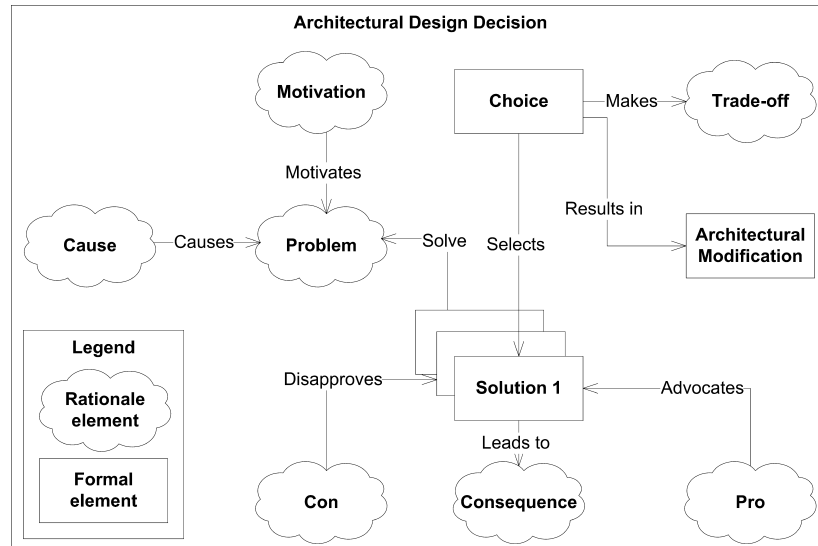 Architectural Design Decision
Motivation
Choice
Makes
Trade-off
Motivates
Results in
Cause
Causes
Problem
Solve
Selects
Architectural
Modification
Legend
Rationale
element
Formal
element
Disapproves
Solution 1
Advocates
Leads to
Con
Consequence
Pro